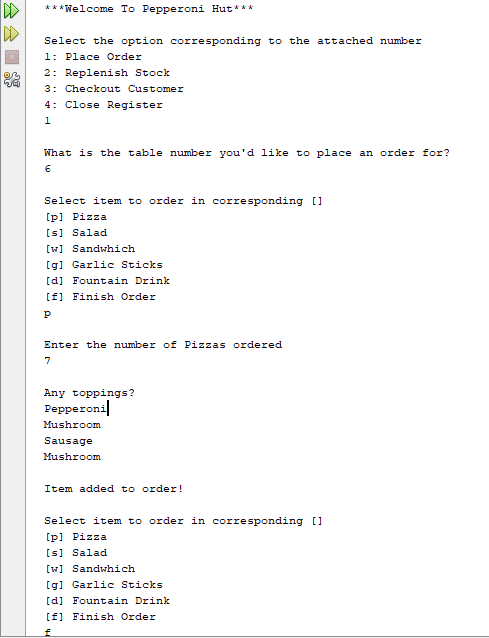 ***Welcome To Pepperoni Hut***
Select the option corresponding to the attached number
1: Place Order
2: Replenish Stock
3: Checkout Customer
4: Close Register
1
What is the table number you'd like to place an order for?
6
Select item to order in corresponding []
[p] Pizza
[s] Salad
[w] Sandwhich
[g] Garlic Sticks
[d] Fountain Drink
[f] Finish Order
p
Enter the number of Pizzas ordered
7
Any toppings?
Pepperoni
Mushroom
Sausage
Mushroom
Item added to order!
Select item to order in corresponding []
[p] Pizza
[s] Salad
[w] Sandwhich
[g] Garlic Sticks
[d] Fountain Drink
[f] Finish Order
f